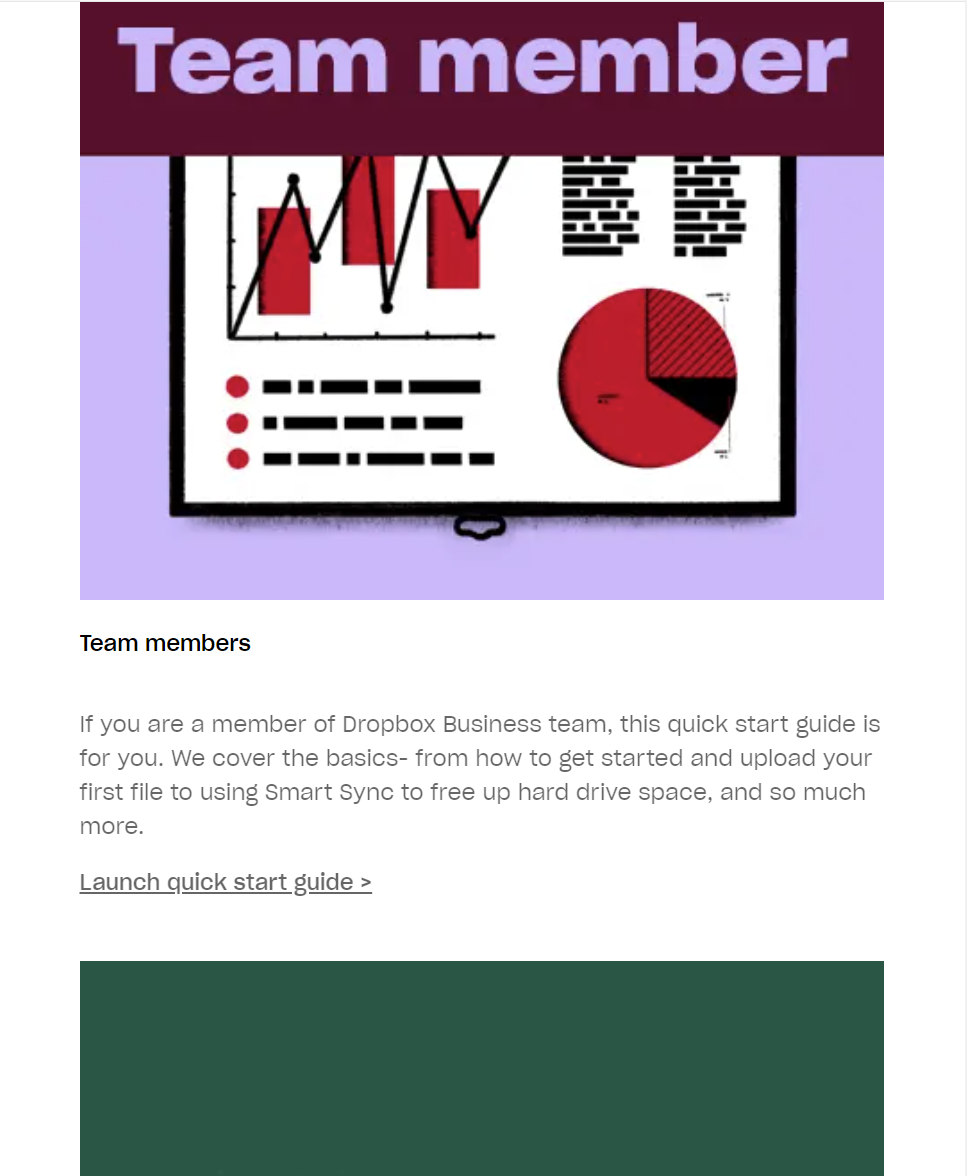 Team member
Team members
If you are a member of Dropbox Business team, this quick start guide is
for you. We cover the basics- from how to get started and upload your
first file to using Smart Sync to free up hard drive space, and so much
more.
Launch quick start guide >